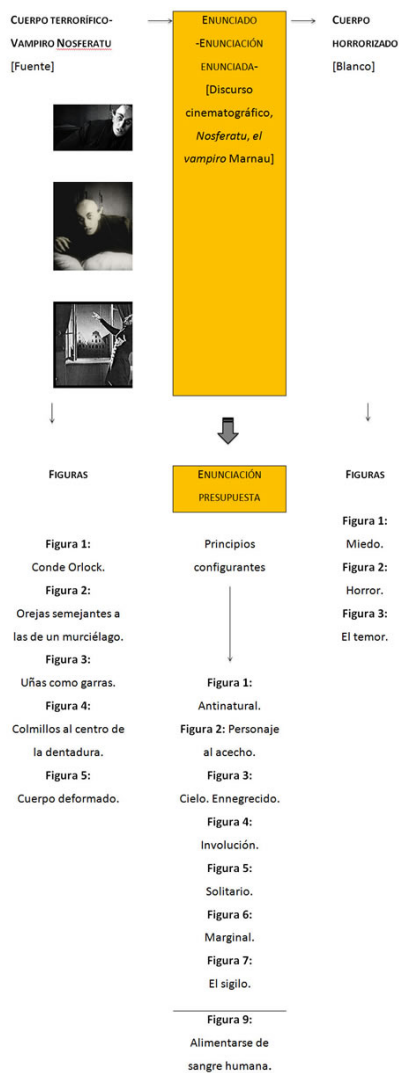 CUERPO TERRORÍFICO-
VAMPIRO NOSFERATU
[Fuente]
ENUNCIADO
-ENUNCIACIÓN
ENUNCIADA-
[Discurso
cinematográfico,
Nosferatu, el
vampiro Marnau]
CUERPO
HORRORIZADO
[Blanco]
FIGURAS
Figura 1:
Conde Orlock.
Figura 2:
Orejas semejantes a
las de un murciélago.
Figura 3:
Uñas como garras.
Figura 4:
Colmillos al centro de
la dentadura.
Figura 5:
Cuerpo deformado.
ENUNCIACIÓN
PRESUPUESTA
Principios
configurantes
Figura 1:
Antinatural.
Figura 2: Personaje
al acecho.
Figura 3:
Cielo. Ennegrecido.
Figura 4:
Involución.
Figura 5:
Solitario.
Figura 6:
Marginal.
Figura 7:
El sigilo.
Figura 9:
Alimentarse de
sangre humana.
FIGURAS
Figura 1:
Miedo.
Figura 2:
Horror.
Figura 3:
El temor.